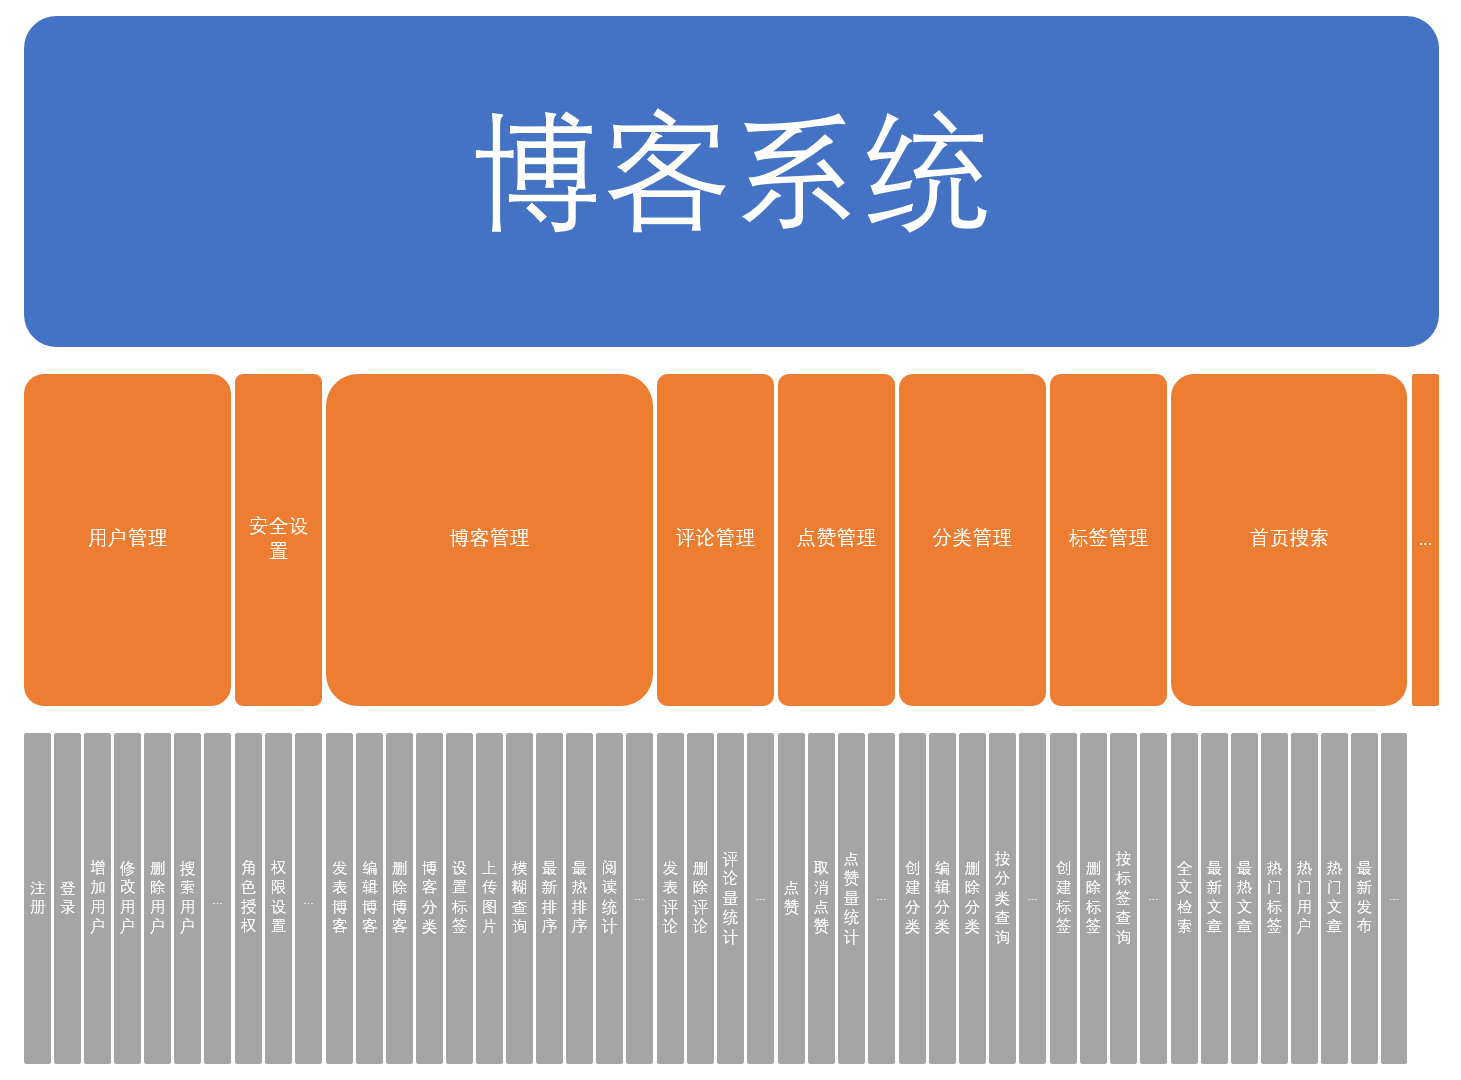 博客系统
用户管理
安全设
置
博客管理
评论管理
点赞管理
分类管理
标签管理
首页搜索
...
注册
登录
增加用户
修改用户
删除用户
搜索用户
...
角色授权
权限设置
...
发表博客
编辑博客
删除博客
博客分类
设置标签
上传图片
模糊查询
最新排序
最热排序
阅读统计
...
发表评论
删除评论
评论量统计
...
点赞
取消点赞
点赞量统计
...
创建分类
编辑分类
删除分类
按分类查询
...
创建标签
删除标签
按标签查询
...
全文检索
最新文章
最热文章
热门标签
热门用户
热门文章
最新发布
...